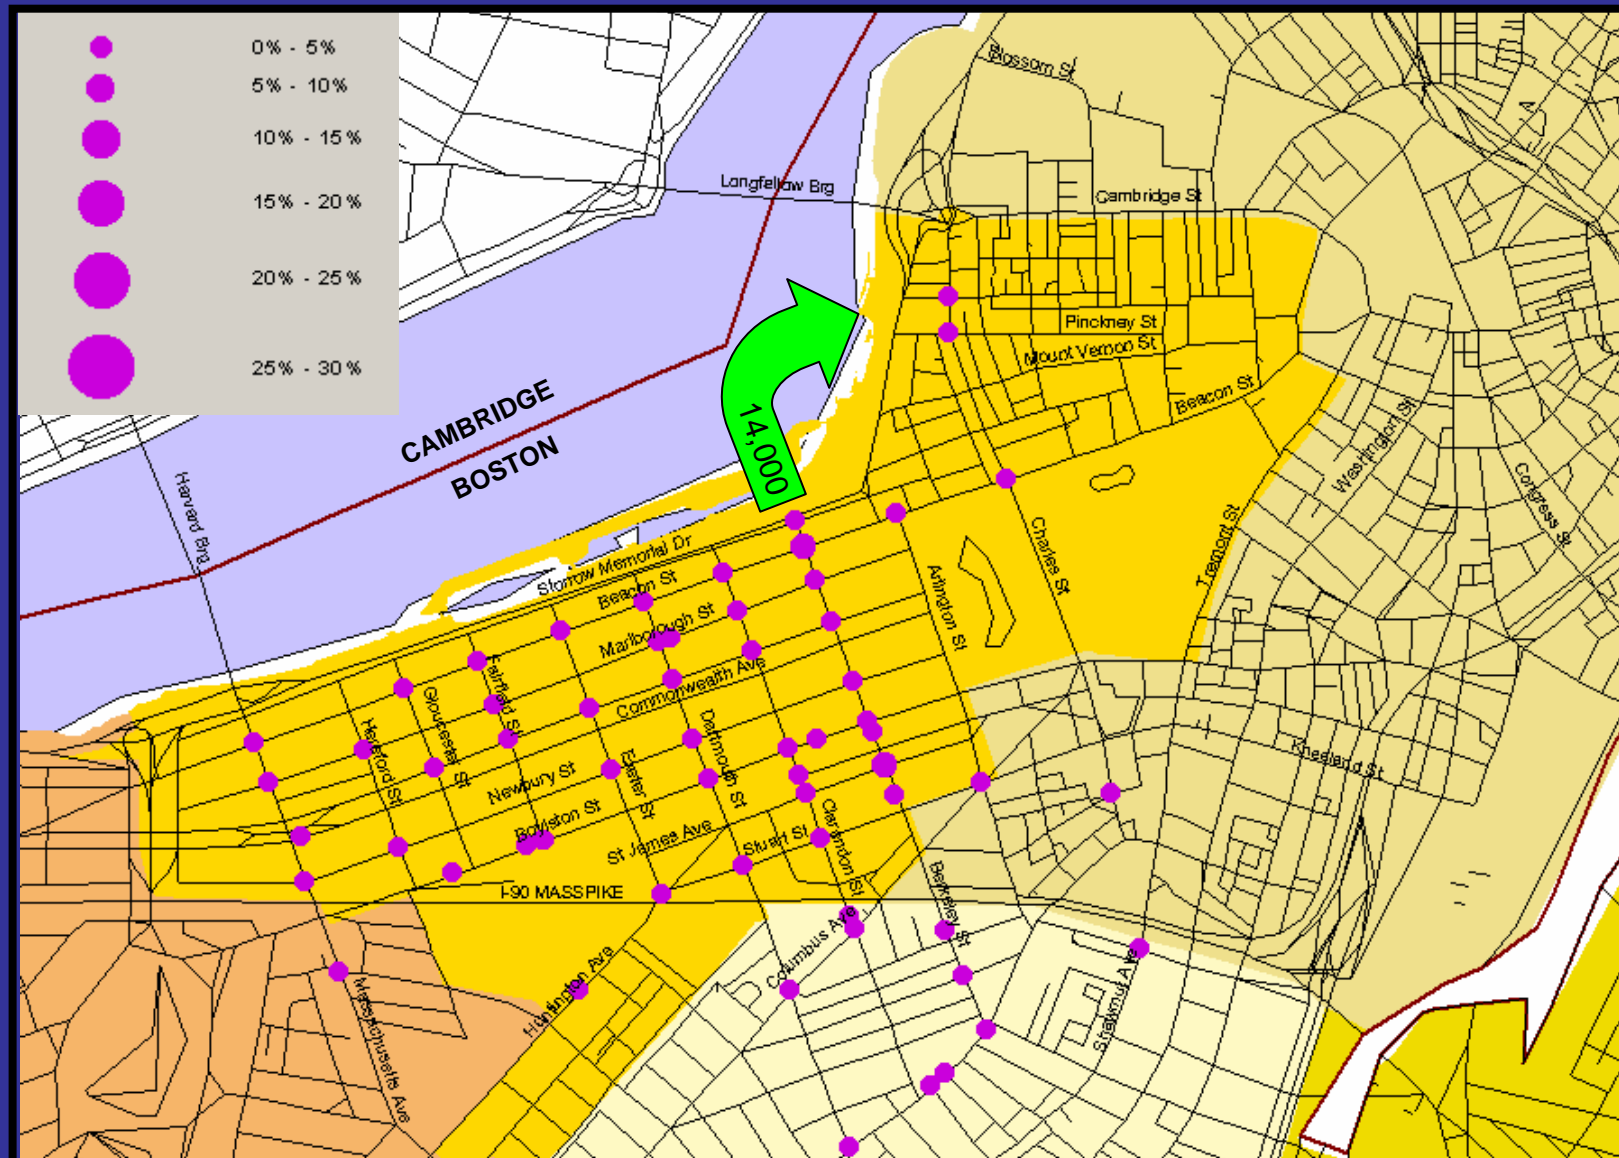 0% - 5%
5% - 10%
10% - 15%
15% - 20%
20% - 25%
25% - 30%
Blossom St
Longfellow Brg
Cambridge St
Pinckney St
Mount Vernon St
Beacon St
CAMBRIDGE
BOSTON
14,000
Washington St
Congress St
Harvard Brg
Charles St
Tremont St
Storrow Memorial Dr
Beacon St
Arlington St
Marlborough St
Fairfield St
Commonwealth Ave
Gloucester St
Hereford St
Dartmouth St
Kneeland St
Newbury St
Exeter St
Boylston St
St James Ave
Stuart St
Clarendon St
I-90 MASSPIKE
Berkeley St
Columbus Ave
Huntington Ave
Shawmut Ave
Massachusetts Ave